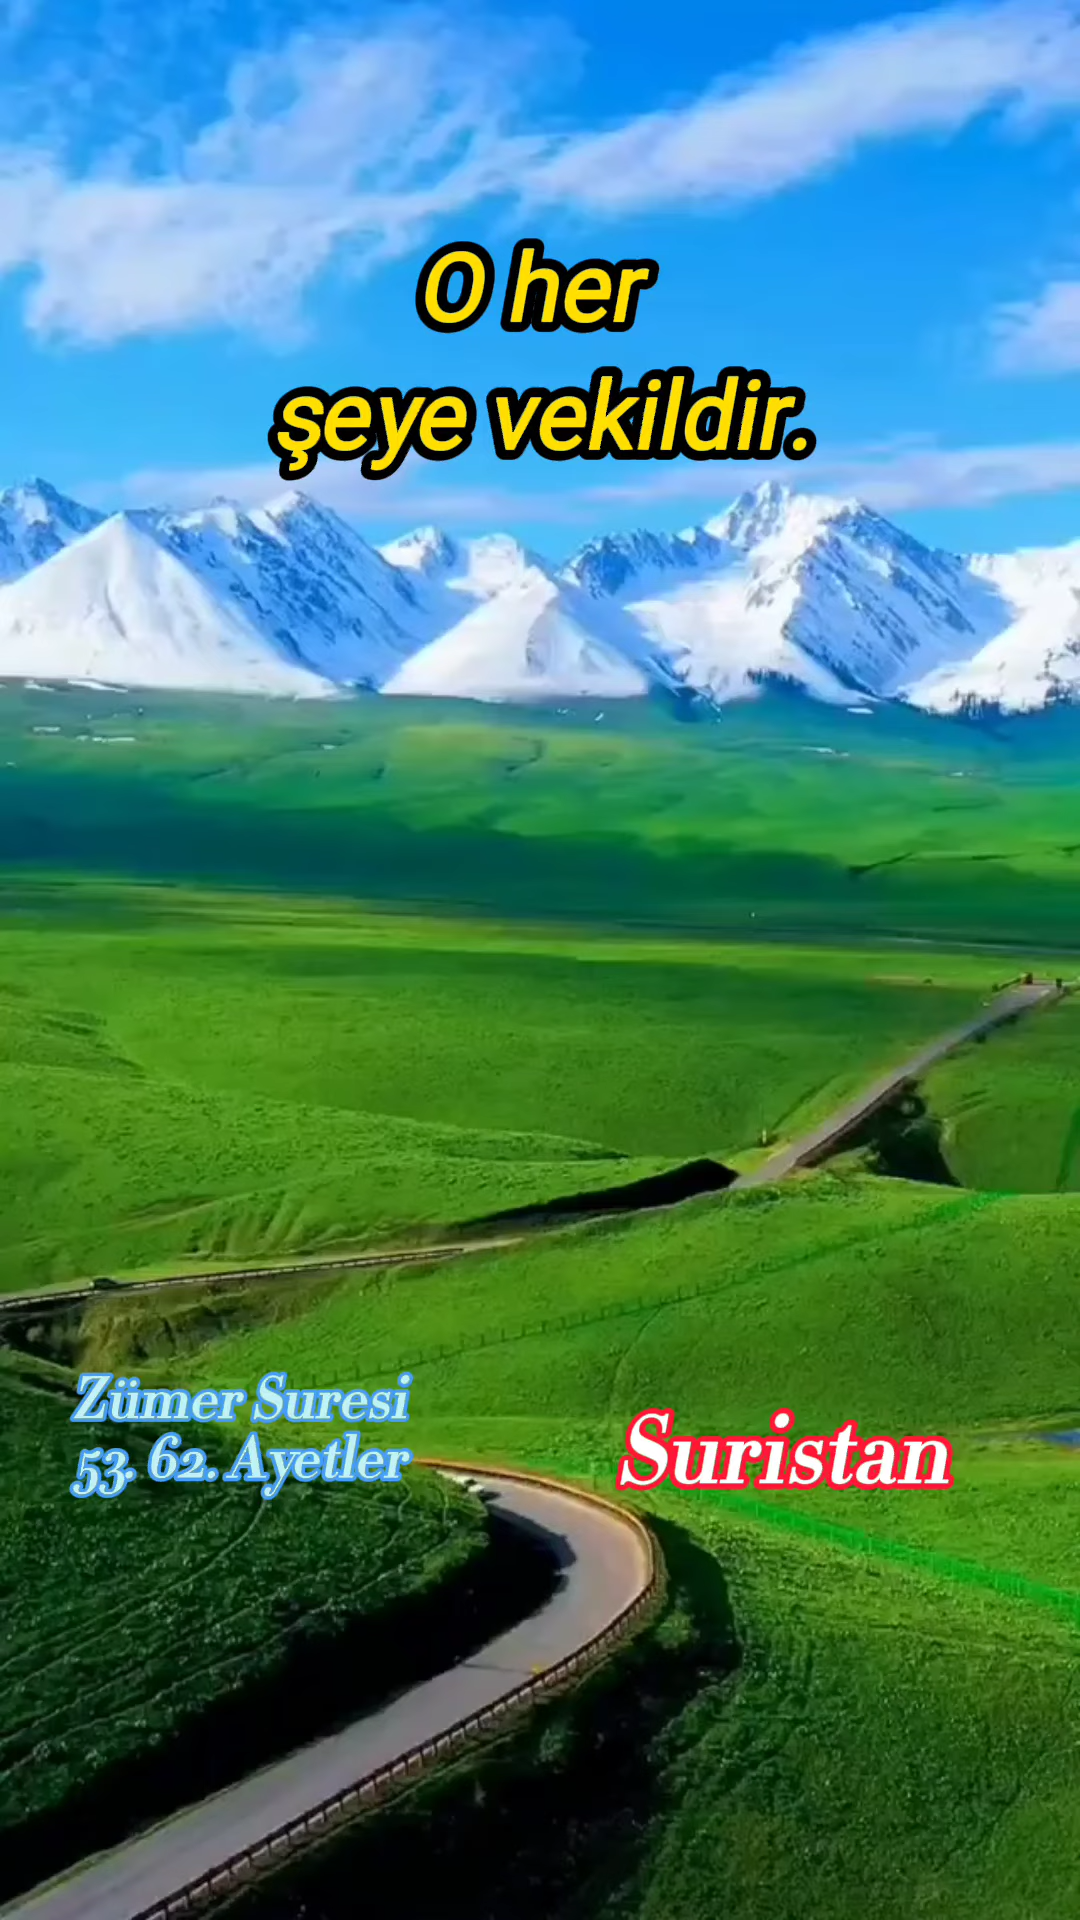 O her
şeye vekildir.
Zümer Suresi
53. 62. Ayetler
Suristan